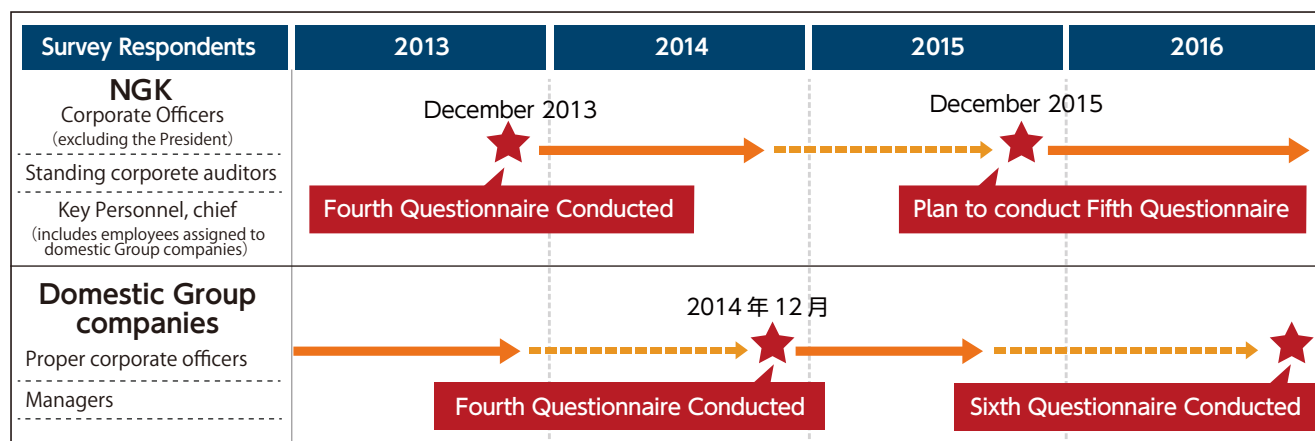 Survey Respondents 2013 2014 2015 2016
NGK
Corporate Officers
(excluding the President)
Standing corporete auditors
Key Personnel, chief
(includes employees assigned to
domestic Group companies)
December 2013
December 2015
Fourth Questionnaire Conducted
Plan to conduct Fifth Questionnaire
Domestic Group
companies
Proper corporate officers
Managers
2014 年 12 月
Fourth Questionnaire Conducted
Sixth Questionnaire Conducted